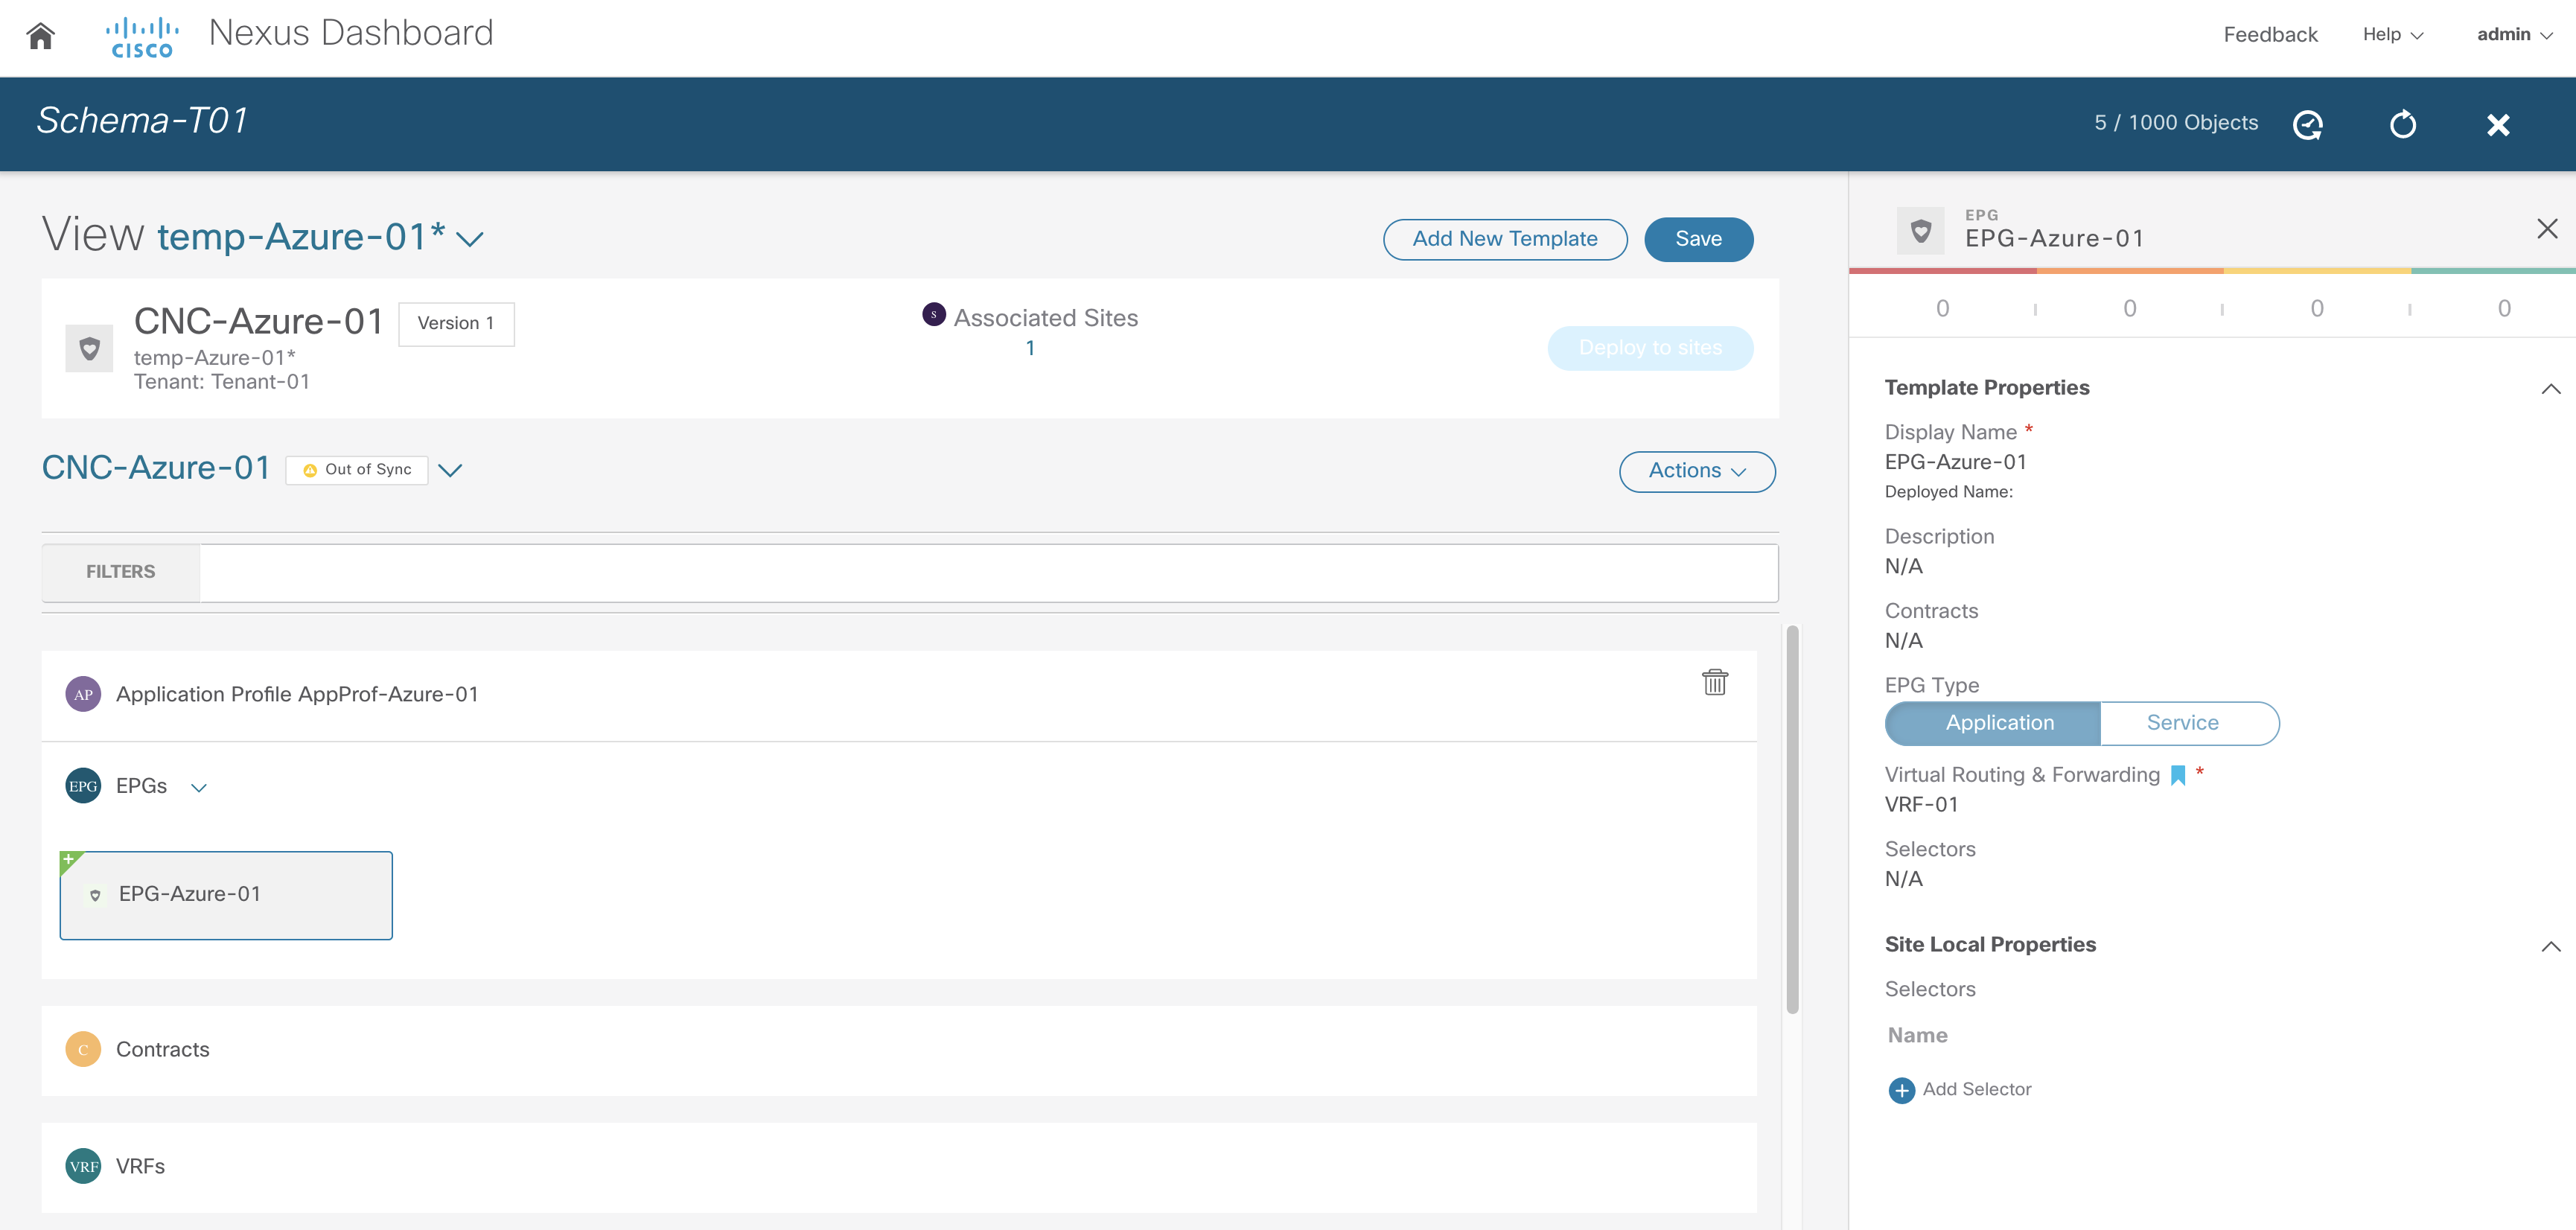 CISCO
Nexus Dashboard
Feedback
Help
admin
Schema-T01
5 / 1000 Objects
View temp-Azure-01*
Add New Template
Save
CNC-Azure-01
Version 1
temp-Azure-01*
Tenant: Tenant-01
S
Associated Sites
1
Deploy to sites
CNC-Azure-01
Out of Sync
Actions
FILTERS
AP
Application Profile AppProf-Azure-01
EPG
EPGs
EPG-Azure-01
C
Contracts
VRF
VRFs
EPG
EPG-Azure-01
0
0
0
0
Template Properties
Display Name *
EPG-Azure-01
Deployed Name:
Description
N/A
Contracts
N/A
EPG Type
Application
Service
Virtual Routing & Forwarding *
VRF-01
Selectors
N/A
Site Local Properties
Selectors
Name
Add Selector